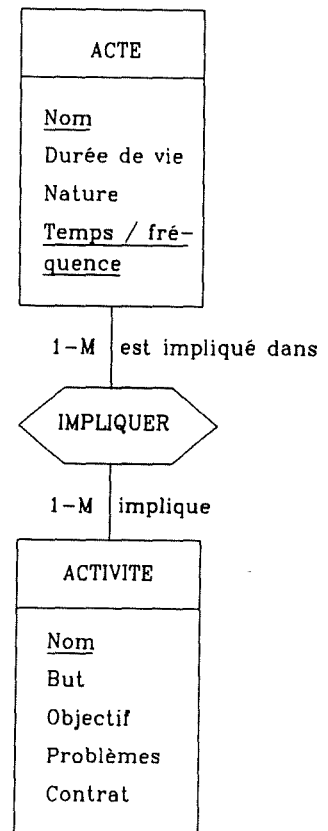 ACTE
Nom
Durée de vie
Nature
Temps / fré-
quence
1-M est impliqué dans
IMPLIQUER
1-M implique
ACTIVITE
Nom
But
Objectif
Problèmes
Contrat